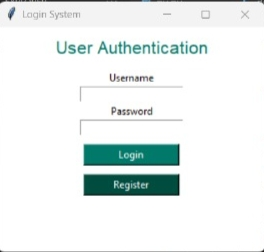 Login System
User Authentication
Username
Password
Login
Register